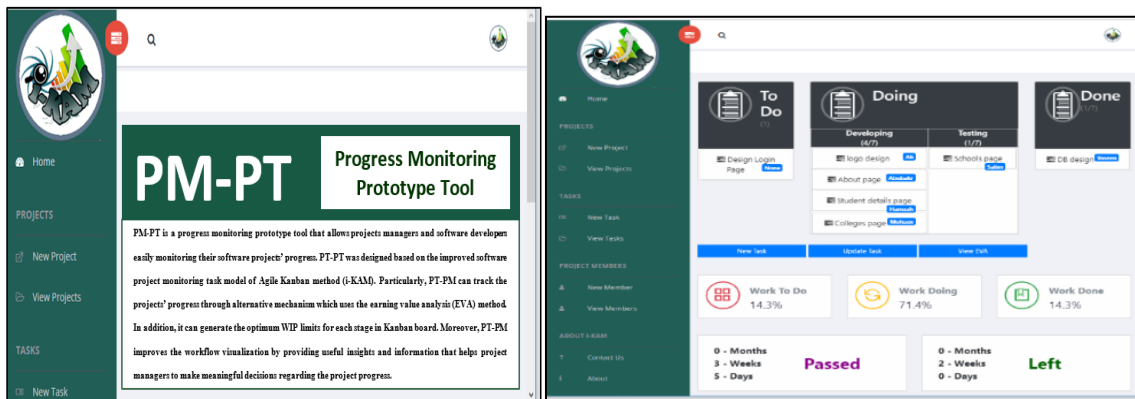 i-KAM
Home
PROJECTS
New Project
View Projects
TASKS
New Task
PM-PT
Progress Monitoring
Prototype Tool
PM-PT is a progress monitoring prototype tool that allows projects managers and software developers
easily monitoring their software projects' progress. PT-PT was designed based on the improved software
project monitoring task model of Agile Kanban method (i-KAM). Particularly, PT-PM can track the
projects' progress through alternative mechanism which uses the earning value analysis (EVA) method.
In addition, it can generate the optimum WIP limits for each stage in Kanban board. Moreover, PT-PM
improves the workflow visualization by providing useful insights and information that helps project
managers to make meaningful decisions regarding the project progress.
Home
PROJECTS
New Project
View Projects
TASKS
New Task
View Tasks
PROJECT MEMBERS
New Member
View Members
ABOUT I-KAM
Contact Us
About
To
Do
(1)
Design Login
Page None
Doing
Developing
(4/7)
Testing
(1/7)
logo design Ali
About page
Student details page
Hamzah
Colleges page
Schools page
Salim
Done
(1/7)
DB design
New Task
Update Task
View EVA
Work To Do
14.3%
Work Doing
71.4%
Work Done
14.3%
0 - Months
3 - Weeks
5 - Days
Passed
0 - Months
2 - Weeks
0 - Days
Left